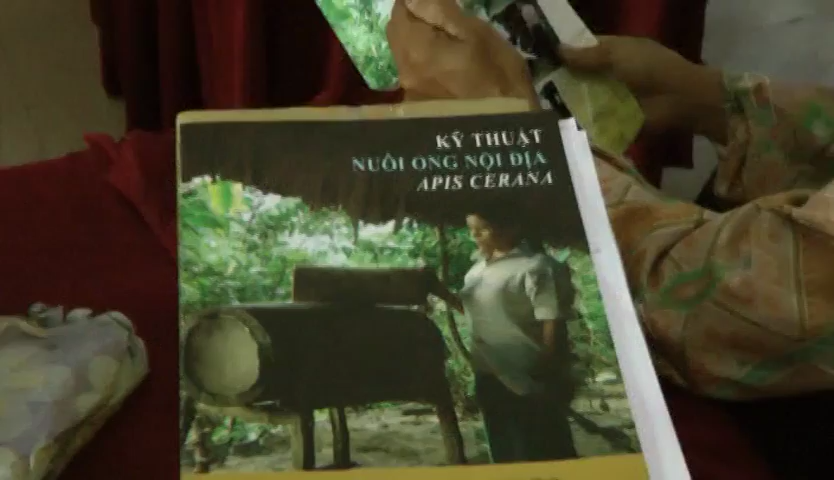 KỸ THUẬT
NUÔI ONG NỘI ĐỊA
APIS CERANA